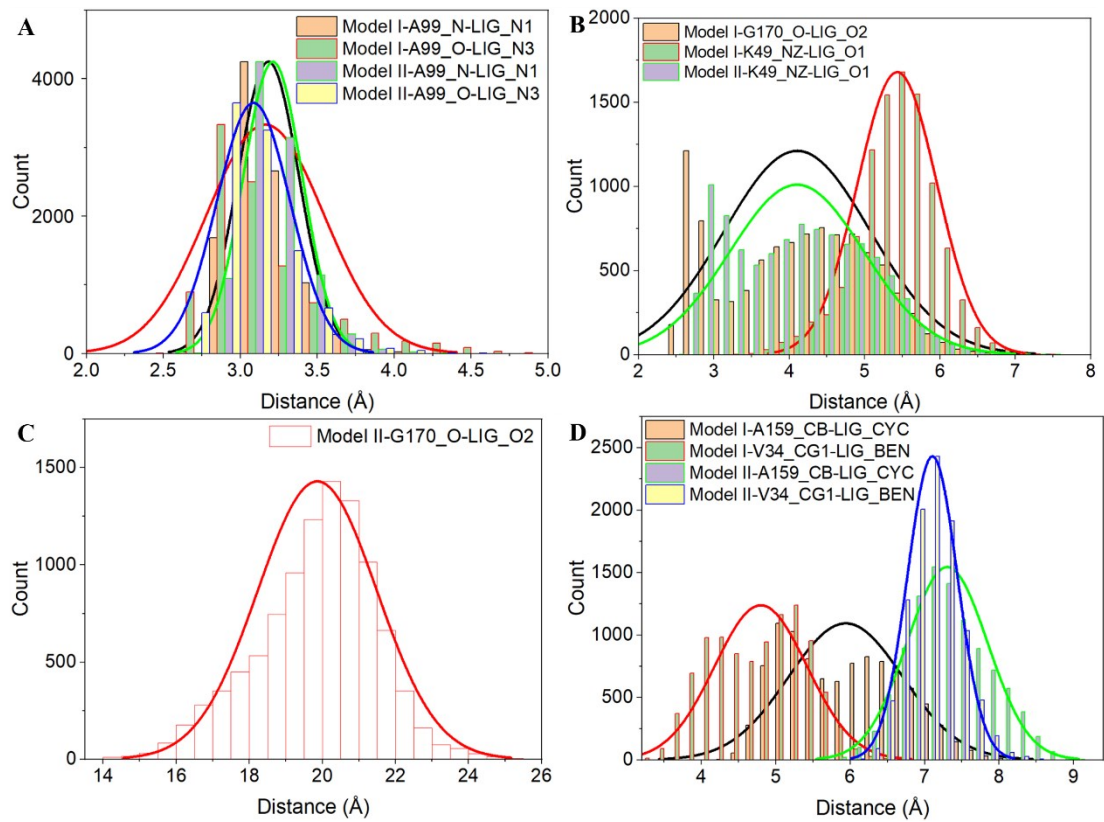 A
Model I-A99_N-LIG_N1
Model I-A99_O-LIG_N3
Model II-A99_N-LIG_N1
Model II-A99_O-LIG_N3
4000
2000
0
Count
2.0 2.5 3.0 3.5 4.0 4.5 5.0
Distance (Å)
B
Model I-G170_O-LIG_O2
Model I-K49_NZ-LIG_O1
Model II-K49_NZ-LIG_O1
2000
1500
1000
500
0
Count
2 3 4 5 6 7 8
Distance (Å)
C
Model II-G170_O-LIG_O2
1500
1000
500
0
Count
14 16 18 20 22 24 26
Distance (Å)
D
Model I-A159_CB-LIG_CYC
Model I-V34_CG1-LIG_BEN
Model II-A159_CB-LIG_CYC
Model II-V34_CG1-LIG_BEN
2500
2000
1500
1000
500
0
Count
4 5 6 7 8 9
Distance (Å)